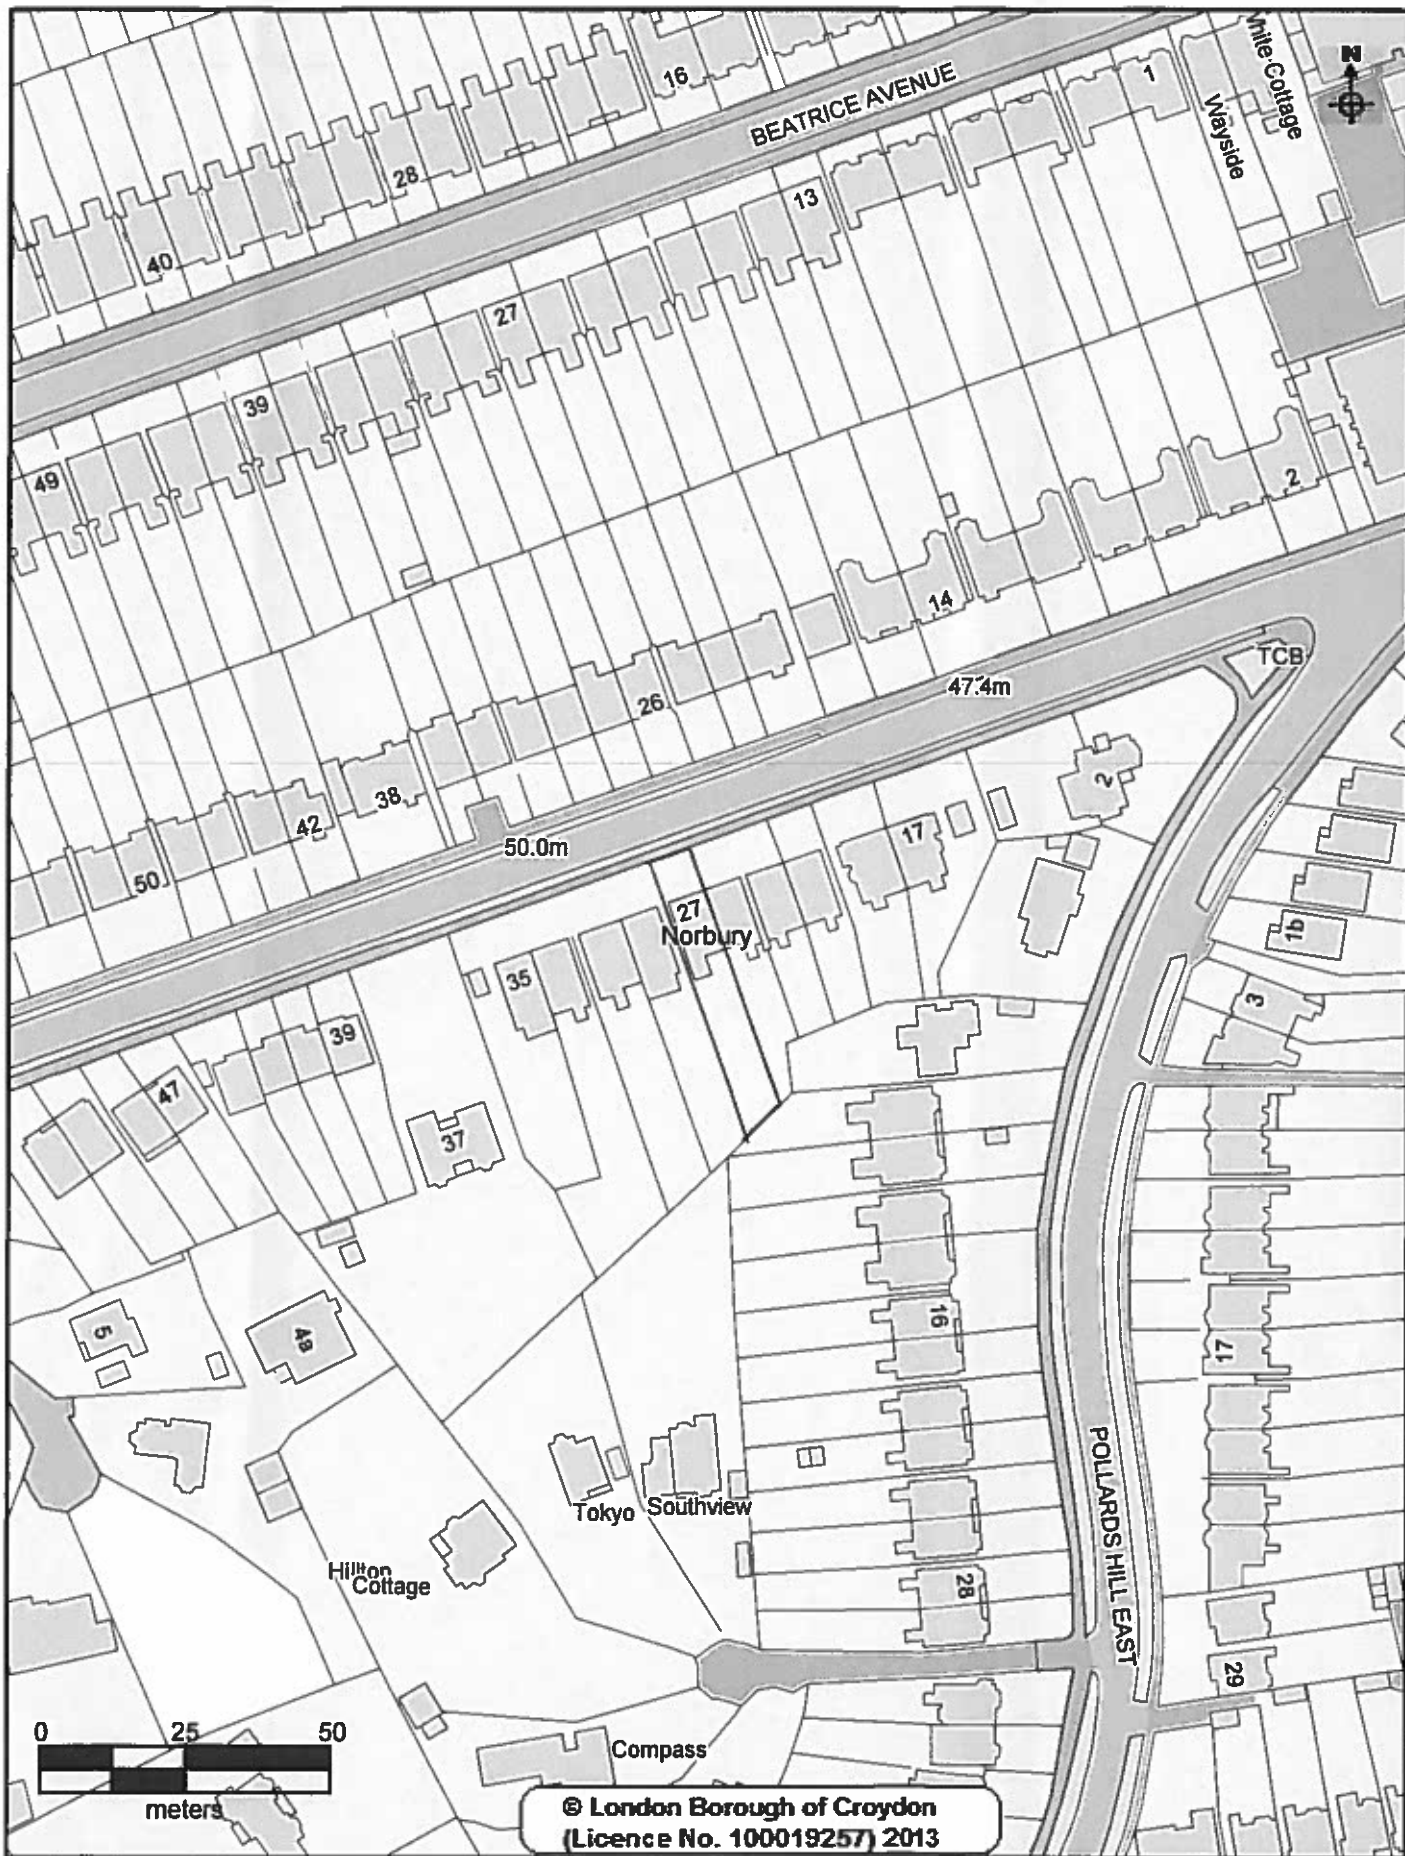 16
BEATRICE AVENUE
1
White Cottage
N
Wayside
28
13
40
27
39
49
2
14
TCB
47.4m
26
2
38
42
50.0m
17
50
27
Norbury
1b
35
3
39
47
37
16
5
4a
17
POLLARDS HILL EAST
Tokyo
Southview
Hillton
Cottage
28
29
0 25 50
meters
Compass
© London Borough of Croydon
(Licence No. 100019257) 2013